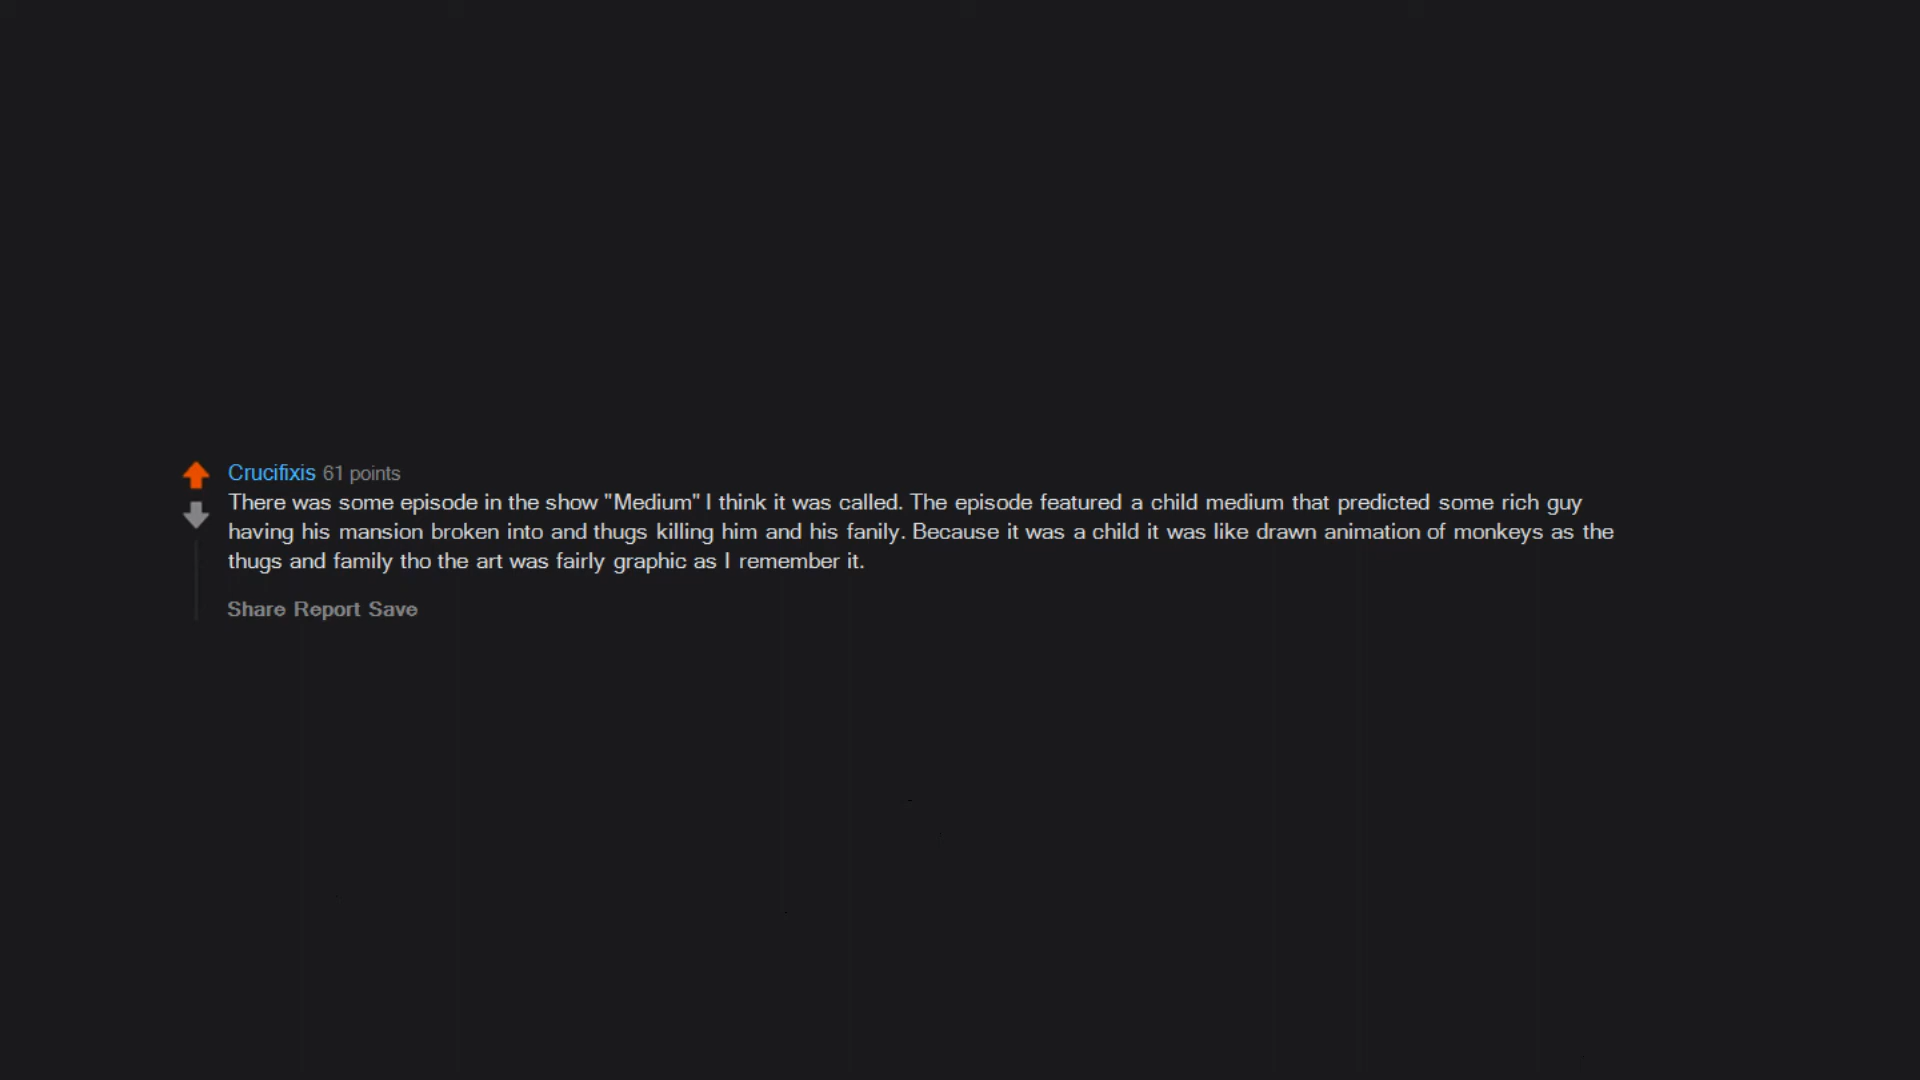 Crucifixis 61 points
There was some episode in the show "Medium" I think it was called. The episode featured a child medium that predicted some rich guy
having his mansion broken into and thugs killing him and his fanily. Because it was a child it was like drawn animation of monkeys as the
thugs and family tho the art was fairly graphic as I remember it.
Share Report Save